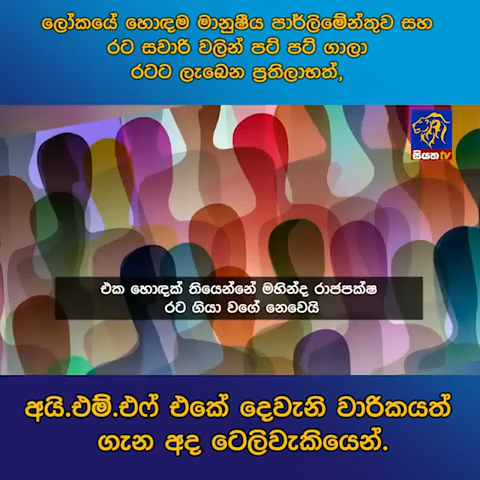 ලෝකයේ හොඳම මානුෂීය පාර්ලිමේන්තුව සහ
රට සවාරි වලින් පට් පට් ගාලා
රටට ලැබෙන ප්‍රතිලාභත්,
සියත tv
එක හොඳක් තියෙන්නේ මහින්ද රාජපක්ෂ
රට ගියා වගේ නෙවෙයි
අයි.එම්.එෆ් එකේ දෙවැනි වාරිකයත්
ගැන අද ටෙලිවැකියෙන්.